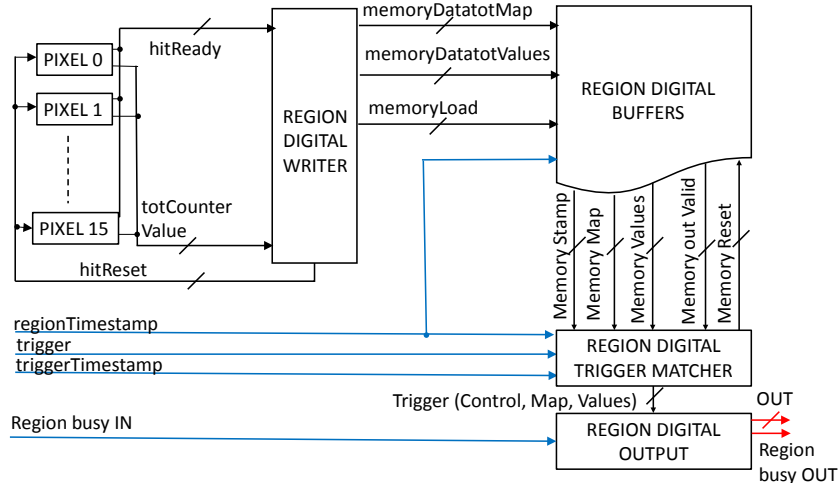 PIXEL 0
PIXEL 1
PIXEL 15
hitReady
totCounter
Value
hitReset
REGION
DIGITAL
WRITER
memoryDatatotMap
memoryDatatotValues
memoryLoad
REGION DIGITAL
BUFFERS
Memory Stamp
Memory Map
Memory Values
Memory out Valid
Memory Reset
regionTimestamp
trigger
triggerTimestamp
REGION DIGITAL
TRIGGER MATCHER
Trigger (Control, Map, Values)
Region busy IN
REGION DIGITAL
OUTPUT
OUT
Region
busy OUT